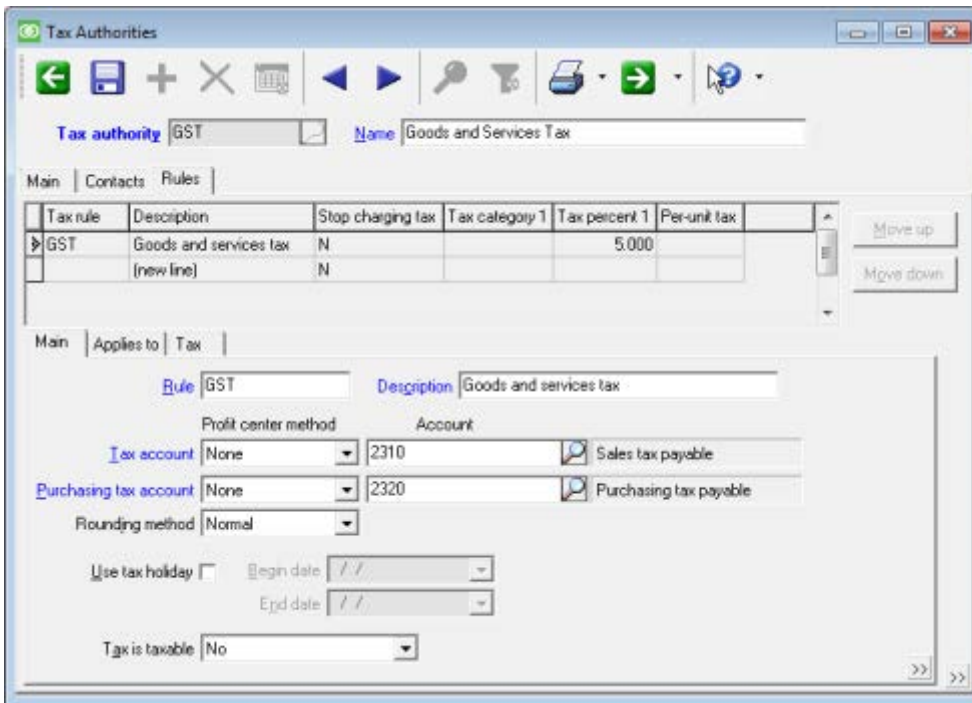 Tax Authorities
Tax authority GST Name Goods and Services Tax
Main Contacts Rules
Tax rule Description Stop charging tax Tax category 1 Tax percent 1 Per-unit tax
GST Goods and services tax N 5.000
(new line) N
Move up
Move down
Main Applies to Tax
Rule GST Description Goods and services tax
Profit center method Account
Tax account None 2310 Sales tax payable
Purchasing tax account None 2320 Purchasing tax payable
Rounding method Normal
Use tax holiday Begin date / /
End date / /
Tax is taxable No
>> >>